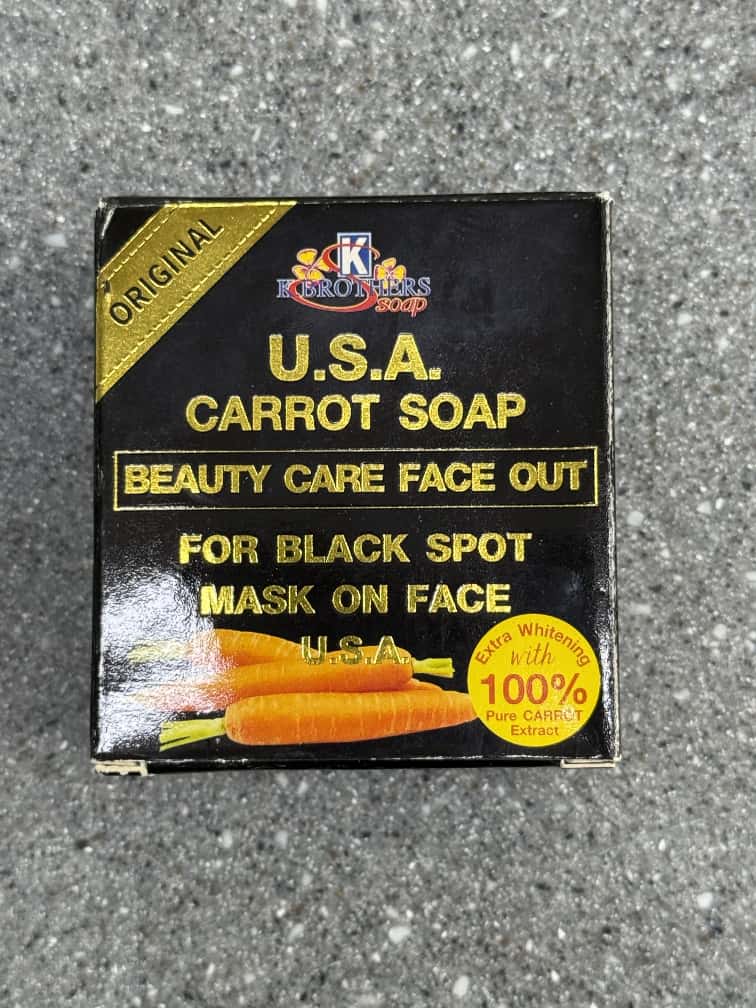 ORIGINAL
K
K BROTHERS
soap
U.S.A.
CARROT SOAP
BEAUTY CARE FACE OUT
FOR BLACK SPOT
MASK ON FACE
U.S.A.
Extra Whitening
with
100%
Pure CARROT
Extract